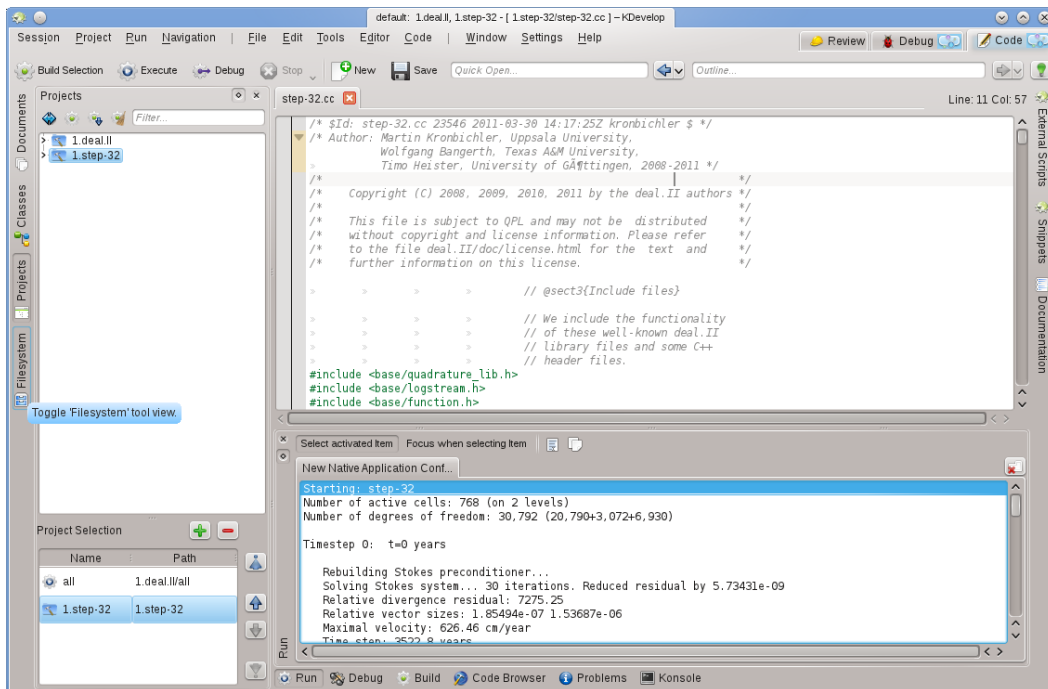 default: 1.deal.II, 1.step-32 - [ 1.step-32/step-32.cc ] – KDevelop
Session Project Run Navigation | File Edit Tools Editor Code | Window Settings Help
Review Debug Code
Build Selection Execute Debug Stop New Save Quick Open... Outline...
Documents
Classes
Projects
Filesystem
Projects
Filter...
1.deal.II
1.step-32
Toggle 'Filesystem' tool view.
Project Selection
Name Path
all 1.deal.II/all
1.step-32 1.step-32
step-32.cc
Line: 11 Col: 57
/* $Id: step-32.cc 23546 2011-03-30 14:17:25Z kronbichler $ */
/* Author: Martin Kronbichler, Uppsala University,
Wolfgang Bangerth, Texas A&M University,
» Timo Heister, University of GÃ¶ttingen, 2008-2011 */
/* */
/* Copyright (C) 2008, 2009, 2010, 2011 by the deal.II authors */
/* */
/* This file is subject to QPL and may not be distributed */
/* without copyright and license information. Please refer */
/* to the file deal.II/doc/license.html for the text and */
/* further information on this license. */
» » » » // @sect3{Include files}
» » » » // We include the functionality
» » » » // of these well-known deal.II
» » » » // library files and some C++
» » » » // header files.
#include <base/quadrature_lib.h>
#include <base/logstream.h>
#include <base/function.h>
External Scripts
Snippets
Documentation
Select activated Item Focus when selecting Item
New Native Application Conf...
Starting: step-32
Number of active cells: 768 (on 2 levels)
Number of degrees of freedom: 30,792 (20,790+3,072+6,930)
Timestep 0: t=0 years
Rebuilding Stokes preconditioner...
Solving Stokes system... 30 iterations. Reduced residual by 5.73431e-09
Relative divergence residual: 7275.25
Relative vector sizes: 1.85494e-07 1.53687e-06
Maximal velocity: 626.46 cm/year
Time step: 3522.8 years
Run
Run Debug Build Code Browser Problems Konsole